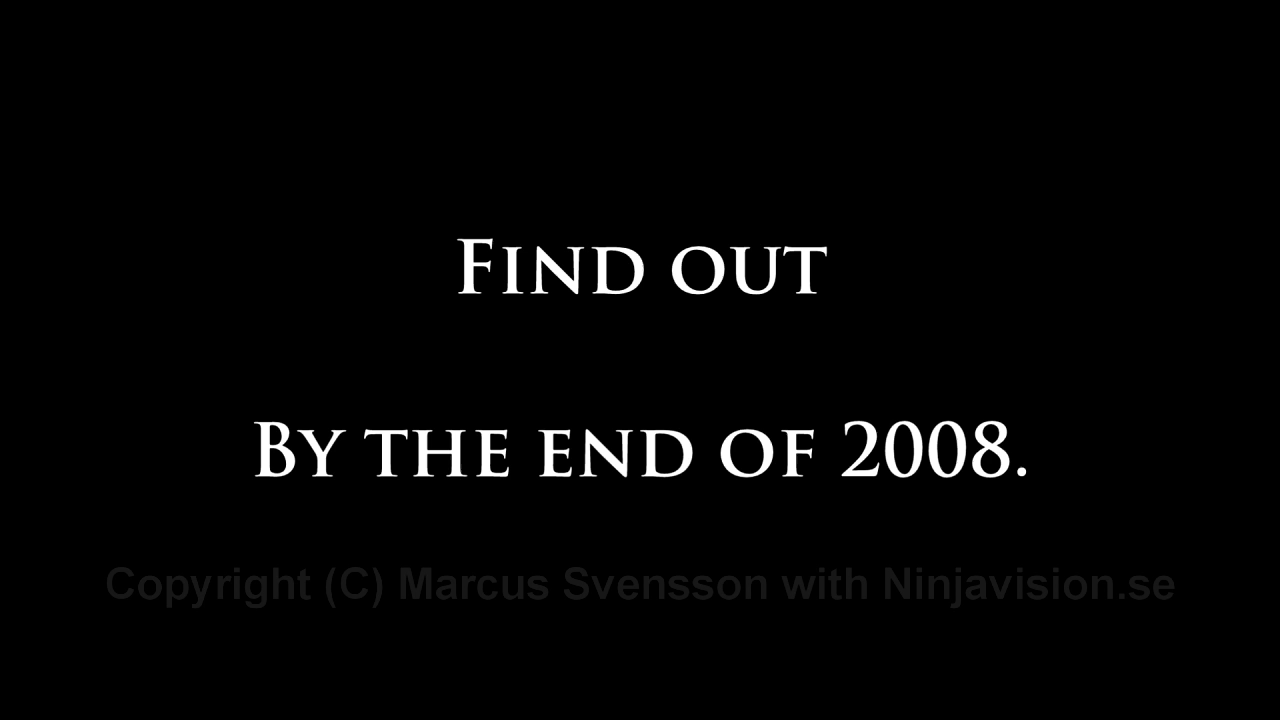 Find out
By the end of 2008.
Copyright (C) Marcus Svensson with Ninjavision.se